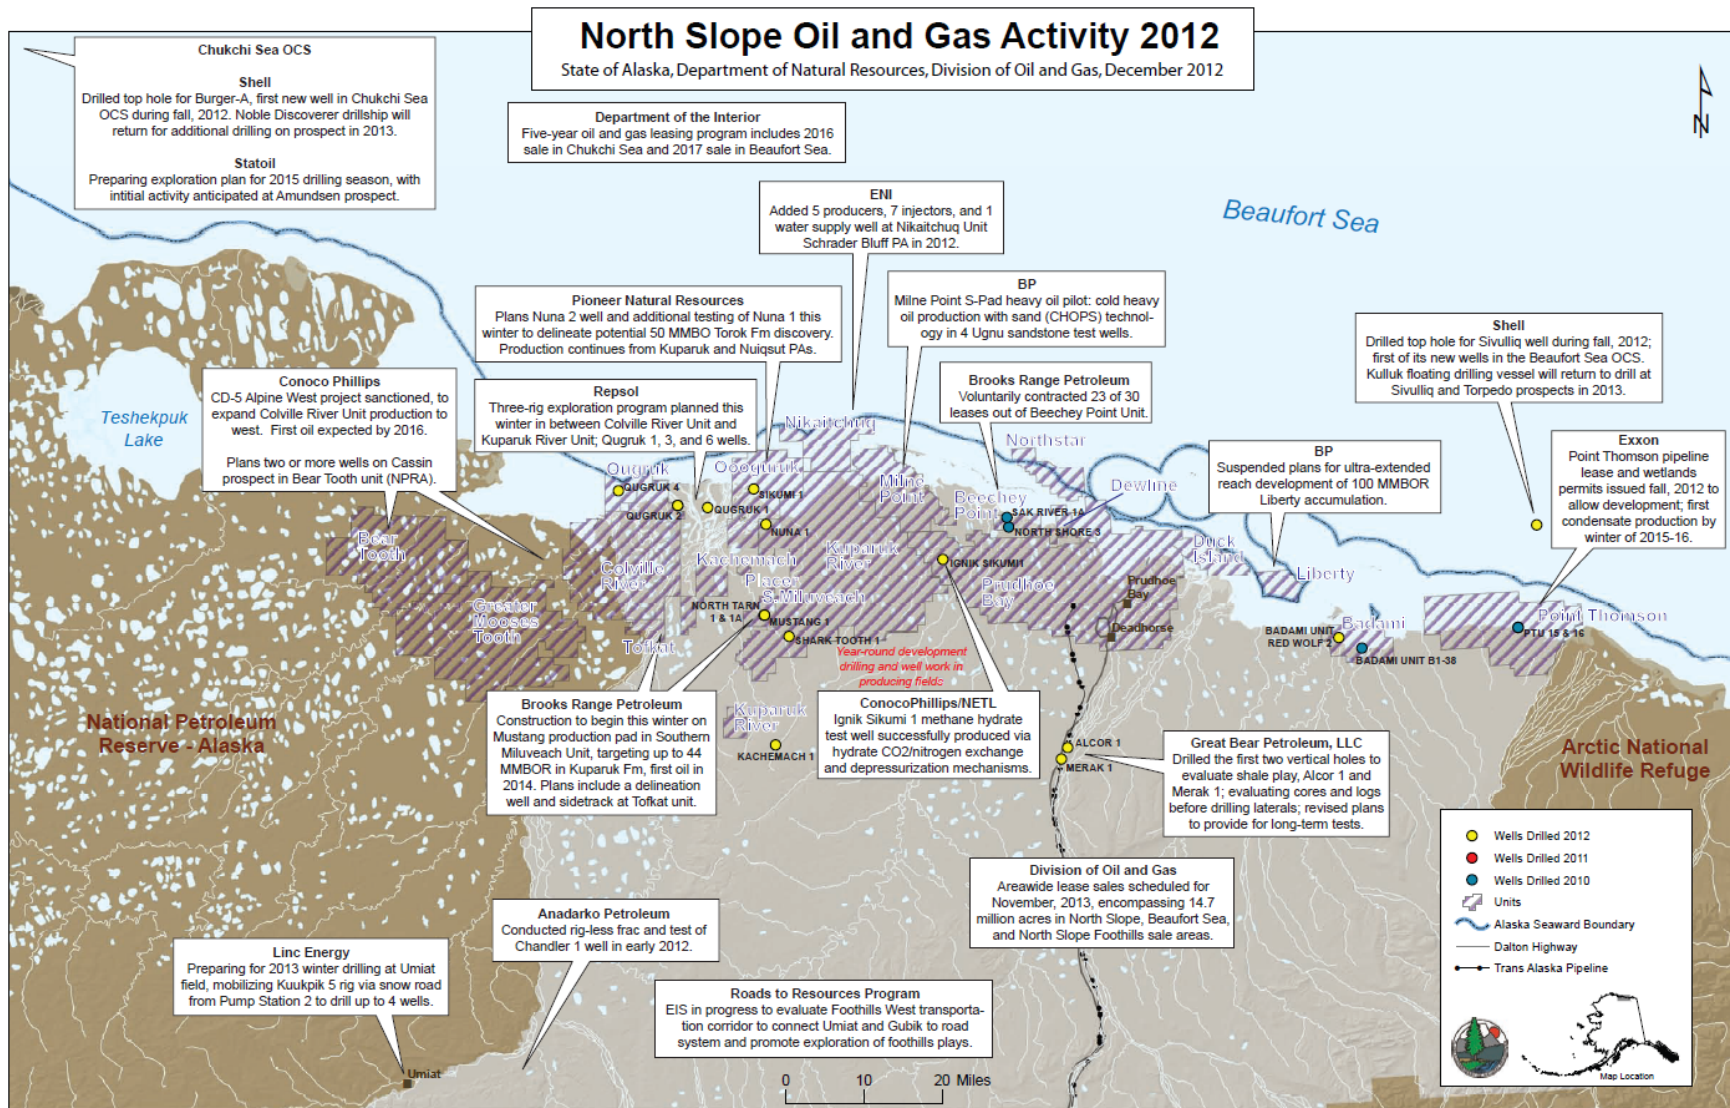 North Slope Oil and Gas Activity 2012
State of Alaska, Department of Natural Resources, Division of Oil and Gas, December 2012
Chukchi Sea OCS
Shell
Drilled top hole for Burger-A, first new well in Chukchi Sea
OCS during fall, 2012. Noble Discoverer drillship will
return for additional drilling on prospect in 2013.
Statoil
Preparing exploration plan for 2015 drilling season, with
intitial activity anticipated at Amundsen prospect.
Department of the Interior
Five-year oil and gas leasing program includes 2016
sale in Chukchi Sea and 2017 sale in Beaufort Sea.
N
ENI
Added 5 producers, 7 injectors, and 1
water supply well at Nikaitchuq Unit
Schrader Bluff PA in 2012.
Beaufort Sea
Pioneer Natural Resources
Plans Nuna 2 well and additional testing of Nuna 1 this
winter to delineate potential 50 MMBO Torok Fm discovery.
Production continues from Kuparuk and Nuiqsut PAs.
BP
Milne Point S-Pad heavy oil pilot: cold heavy
oil production with sand (CHOPS) technol-
ogy in 4 Ugnu sandstone test wells.
Shell
Drilled top hole for Sivulliq well during fall, 2012;
first of its new wells in the Beaufort Sea OCS.
Kulluk floating drilling vessel will return to drill at
Sivulliq and Torpedo prospects in 2013.
Conoco Phillips
CD-5 Alpine West project sanctioned, to
expand Colville River Unit production to
west. First oil expected by 2016.
Plans two or more wells on Cassin
prospect in Bear Tooth unit (NPRA).
Repsol
Three-rig exploration program planned this
winter in between Colville River Unit and
Kuparuk River Unit; Qugruk 1, 3, and 6 wells.
Brooks Range Petroleum
Voluntarily contracted 23 of 30
leases out of Beechey Point Unit.
BP
Suspended plans for ultra-extended
reach development of 100 MMBOR
Liberty accumulation.
Exxon
Point Thomson pipeline
lease and wetlands
permits issued fall, 2012 to
allow development; first
condensate production by
winter of 2015-16.
Teshekpuk
Lake
Nikaitchuq
Northstar
Qugruk
Oooguruk
Milne
Point
Beechey
Point
Dewline
QUGRUK 4
QUGRUK 2
QUGRUK 1
SIKUMI 1
NUNA 1
SAK RIVER 1A
NORTH SHORE 3
Bear
Tooth
Colville
River
Kachemach
Placer
S.Miluveach
Kuparuk
River
IGNIK SIKUMI1
Prudhoe
Bay
Duck
Island
Liberty
Prudhoe
Bay
Deadhorse
Greater
Mooses
Tooth
Tofkat
NORTH TARN
1 & 1A
MUSTANG 1
SHARK TOOTH 1
Year-round development
drilling and well work in
producing fields
BADAMI UNIT
RED WOLF 2
Badami
BADAMI UNIT B1-38
Point Thomson
PTU 15 & 16
National Petroleum
Reserve - Alaska
Brooks Range Petroleum
Construction to begin this winter on
Mustang production pad in Southern
Miluveach Unit, targeting up to 44
MMBOR in Kuparuk Fm, first oil in
2014. Plans include a delineation
well and sidetrack at Tofkat unit.
Kuparuk
River
KACHEMACH 1
ConocoPhillips/NETL
Ignik Sikumi 1 methane hydrate
test well successfully produced via
hydrate CO2/nitrogen exchange
and depressurization mechanisms.
ALCOR 1
MERAK 1
Great Bear Petroleum, LLC
Drilled the first two vertical holes to
evaluate shale play, Alcor 1 and
Merak 1; evaluating cores and logs
before drilling laterals; revised plans
to provide for long-term tests.
Arctic National
Wildlife Refuge
Division of Oil and Gas
Areawide lease sales scheduled for
November, 2013, encompassing 14.7
million acres in North Slope, Beaufort Sea,
and North Slope Foothills sale areas.
Anadarko Petroleum
Conducted rig-less frac and test of
Chandler 1 well in early 2012.
Linc Energy
Preparing for 2013 winter drilling at Umiat
field, mobilizing Kuukpik 5 rig via snow road
from Pump Station 2 to drill up to 4 wells.
Roads to Resources Program
EIS in progress to evaluate Foothills West transporta-
tion corridor to connect Umiat and Gubik to road
system and promote exploration of foothills plays.
Umiat
0 10 20 Miles
Wells Drilled 2012
Wells Drilled 2011
Wells Drilled 2010
Units
Alaska Seaward Boundary
Dalton Highway
Trans Alaska Pipeline
Map Location